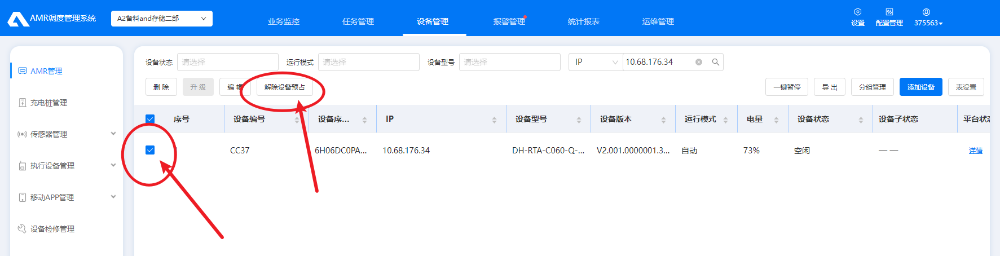 AMR调度管理系统
A2备料and存储二部
业务监控
任务管理
设备管理
报警管理
统计报表
运维管理
设置
配置管理
375563
AMR管理
充电桩管理
传感器管理
执行设备管理
移动APP管理
设备检修管理
设备状态 请选择
运行模式 请选择
设备型号 请选择
IP 10.68.176.34
删 除
升 级
编 辑
解除设备预占
一键暂停
导 出
分组管理
添加设备
表设置
序号 设备编号 设备序... IP 设备型号 设备版本 运行模式 电量 设备状态 设备子状态 平台状态
CC37 6H06DC0PA... 10.68.176.34 DH-RTA-C060-Q-... V2.001.0000001.3... 自动 73% 空闲 — — 详情